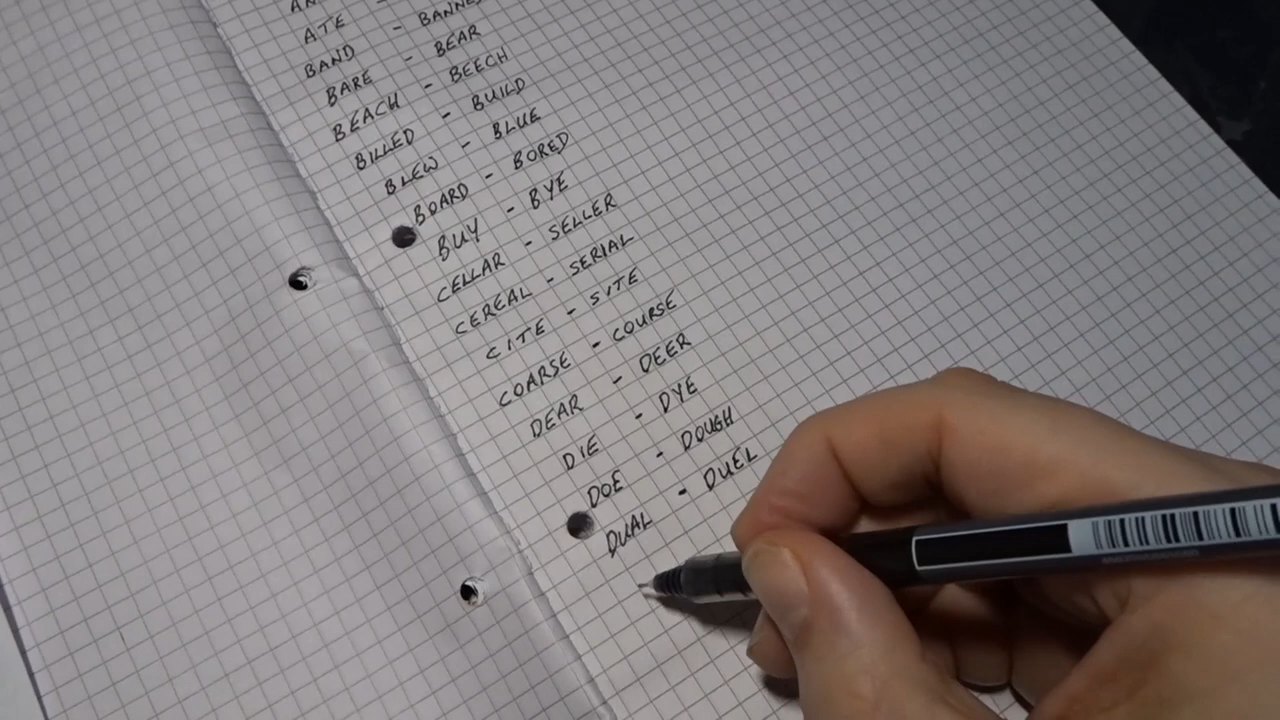 AN
ATE -
BAND - BANNED
BARE - BEAR
BEACH - BEECH
BILLED - BUILD
BLEW - BLUE
BOARD - BORED
BUY - BYE
CELLAR - SELLER
CEREAL - SERIAL
CITE - SITE
COARSE - COURSE
DEAR - DEER
DIE - DYE
DOE - DOUGH
DUAL - DUEL